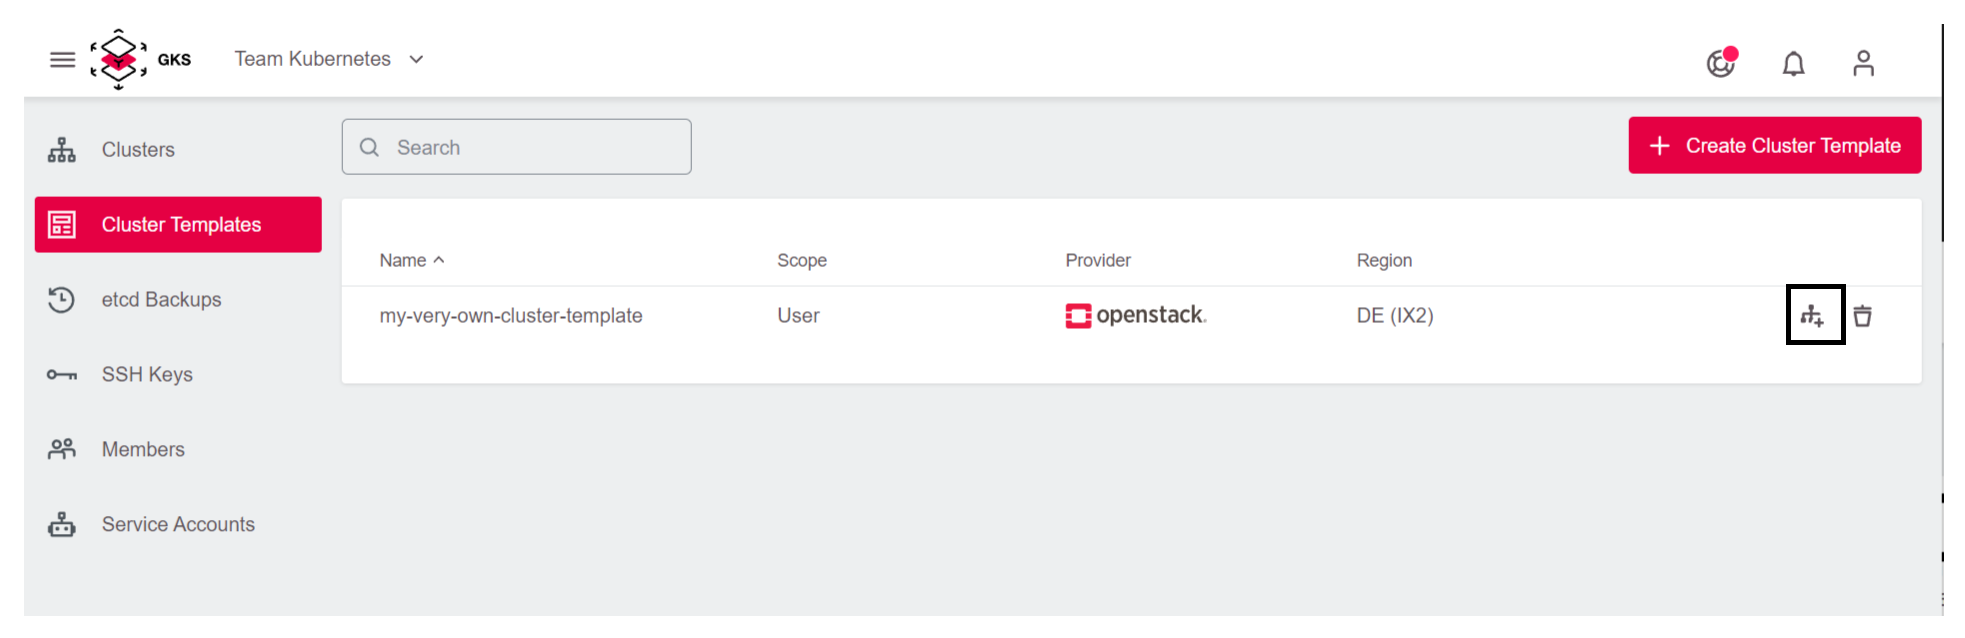 GKS Team Kubernetes
Clusters
Search
Create Cluster Template
Cluster Templates
Name Scope Provider Region
etcd Backups
my-very-own-cluster-template User openstack. DE (IX2)
SSH Keys
Members
Service Accounts